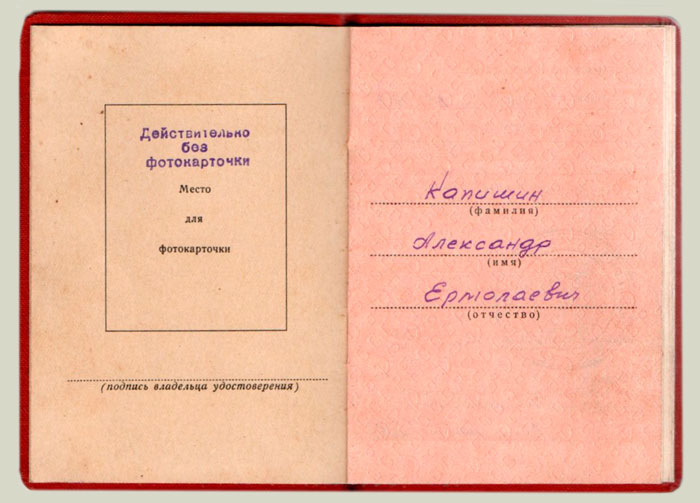 Действительно
без
фотокарточки
Место
для
фотокарточки
(подпись владельца удостоверения)
Капишин
(фамилия)
Александр
(имя)
Ермолаевич
(отчество)